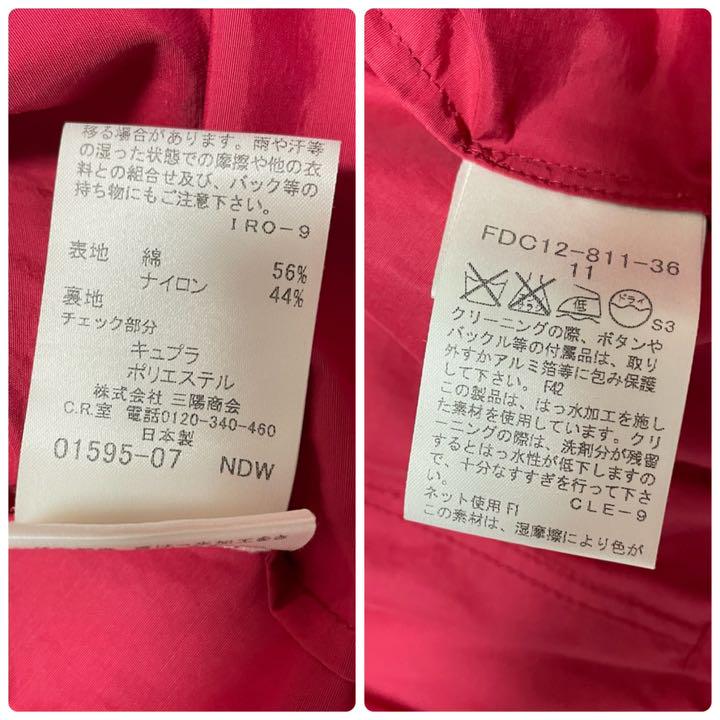 移る場合があります。雨や汗等
の湿った状態での摩擦や他の衣
料との組合せ及び、バック等の
持ち物にもご注意下さい。
IRO-9
表地 綿 56%
ナイロン 44%
裏地
チェック部分
キュプラ
ポリエステル
株式会社 三陽商会
C.R.室 電話0120-340-460
日本製
01595-07 NDW
FDC12-811-36
11
低
ドライ
S3
クリーニングの際、ボタンや
バックル等の付属品は、取り
外すかアルミ箔等に包み保護
して下さい。 F42
この製品は、はっ水加工を施し
た素材を使用しています。クリ
ーニングの際は、洗剤分が残留
するとはっ水性が低下しますの
で、十分なすすぎを行って下さ
い。 CLE-9
ネット使用 F1
この素材は、湿摩擦により色が